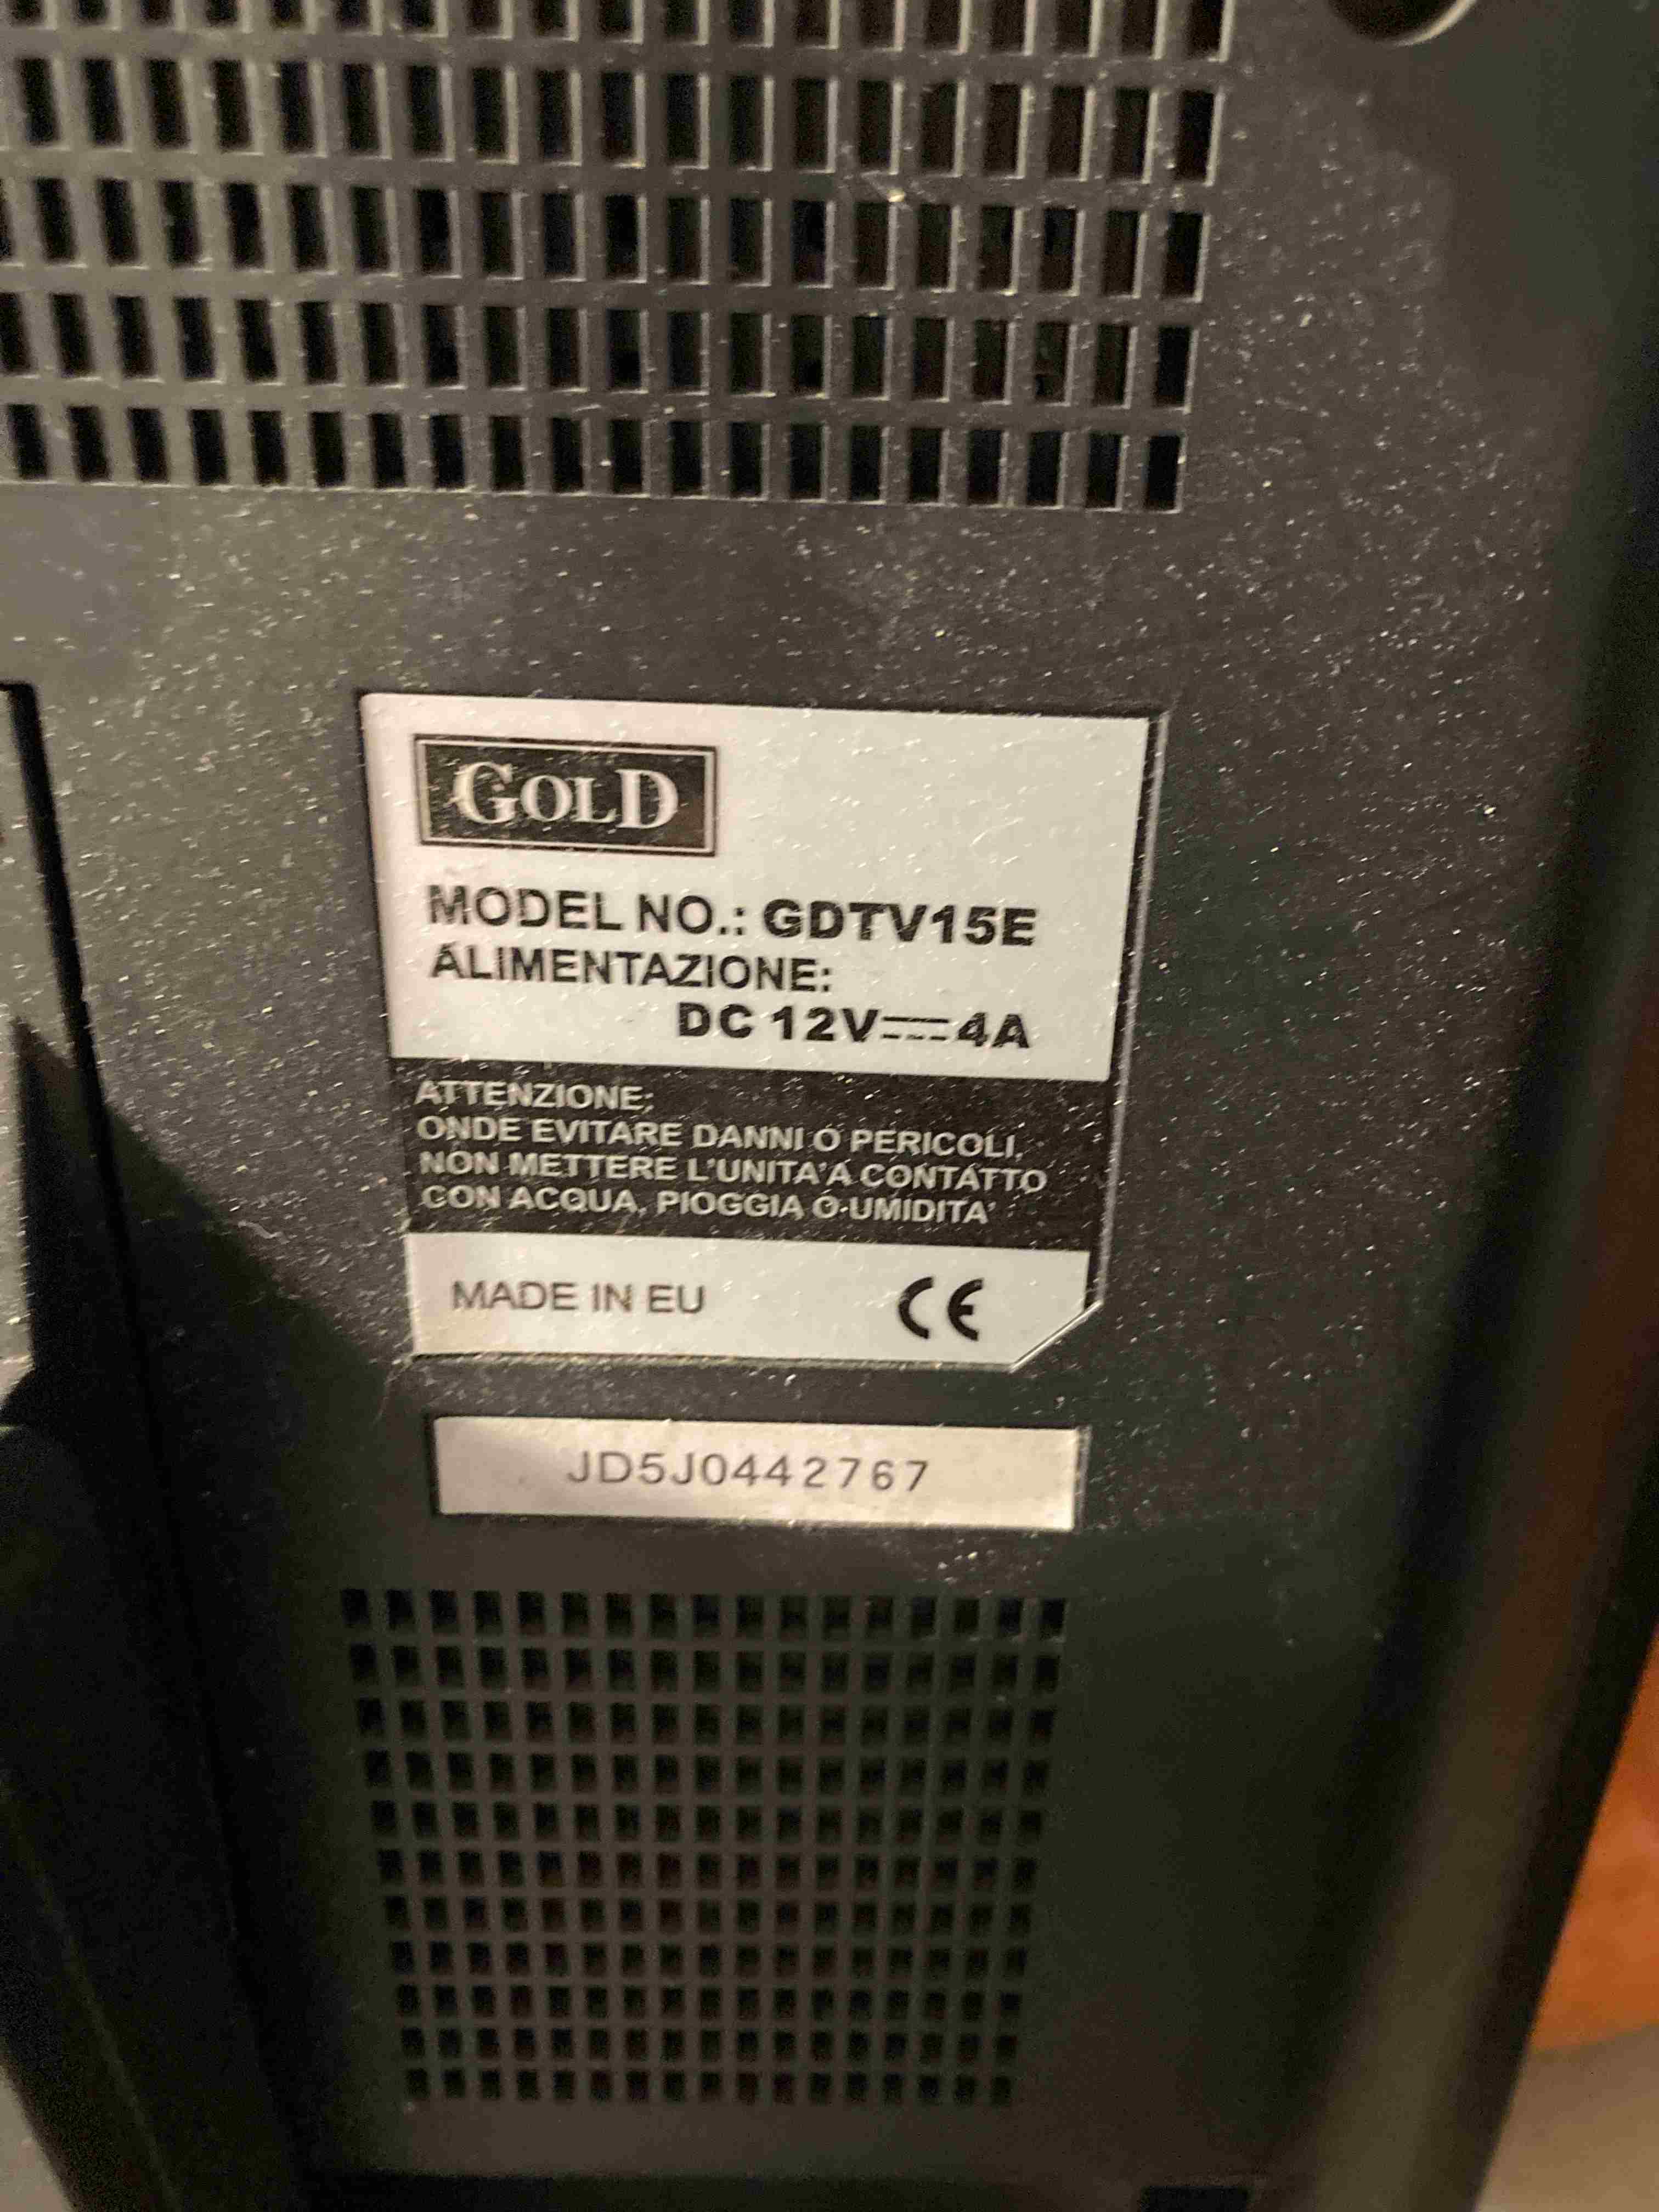 GOLD
MODEL NO.: GDTV15E
ALIMENTAZIONE:
DC 12V⎓4A
ATTENZIONE:
ONDE EVITARE DANNI O PERICOLI,
NON METTERE L'UNITA'A CONTATTO
CON ACQUA, PIOGGIA O UMIDITA'
MADE IN EU CE
JD5J0442767